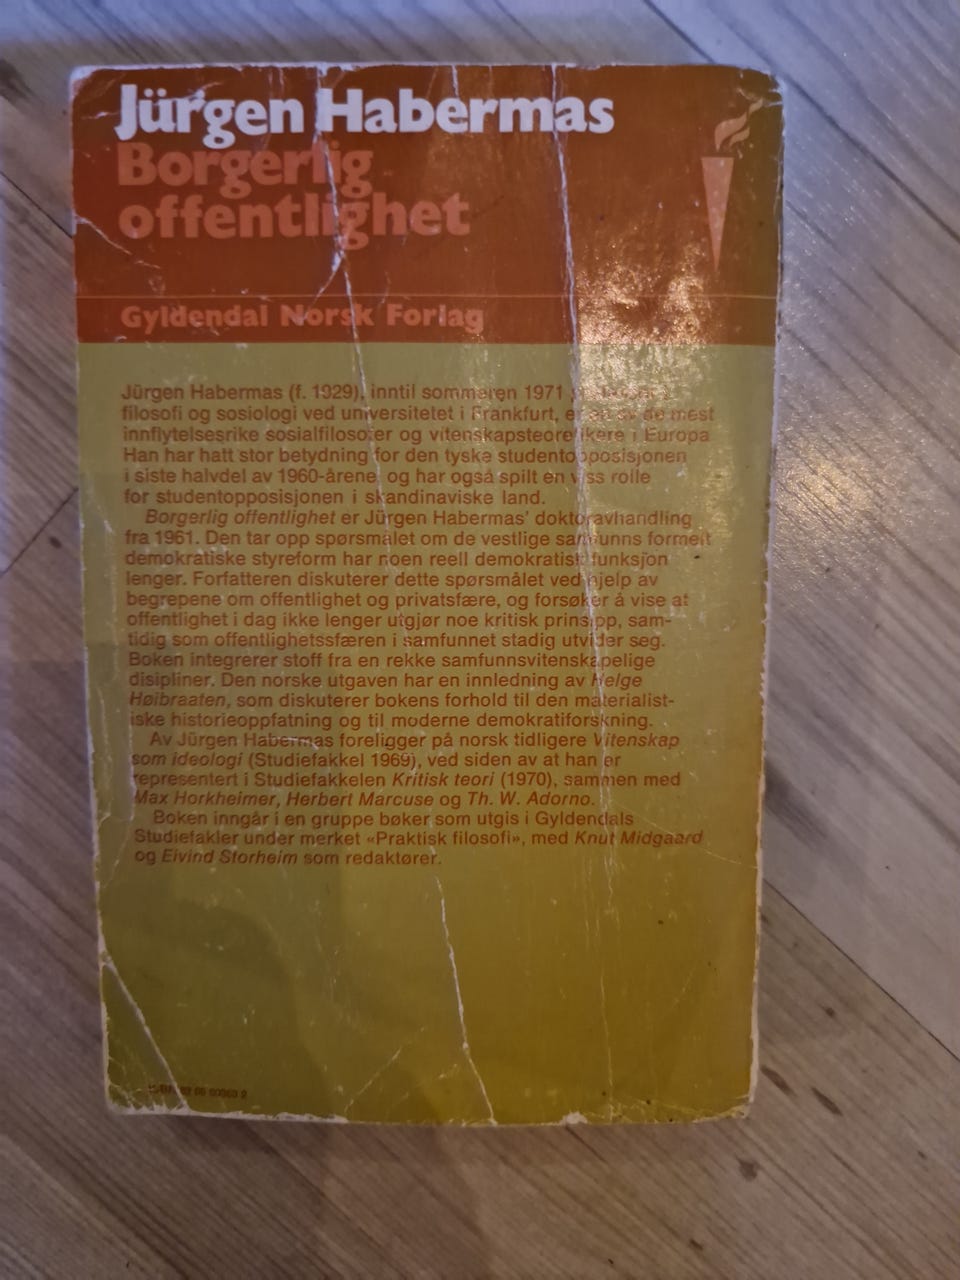 Jürgen Habermas
Borgerlig
offentlighet
Gyldendal Norsk Forlag
Jürgen Habermas (f. 1929), inntil sommeren 1971 i
filosofi og sosiologi ved universitetet i Frankfurt, er en av de mest
innflytelsesrike sosialfilosofer og vitenskapsteoretikere i Europa
Han har hatt stor betydning for den tyske studentopposisjonen
i siste halvdel av 1960-årene, og har også spilt en viss rolle
for studentopposisjonen i skandinaviske land.
Borgerlig offentlighet er Jürgen Habermas' doktoravhandling
fra 1961. Den tar opp spørsmålet om de vestlige samfunns formelt
demokratiske styreform har noen reell demokratisk funksjon
lenger. Forfatteren diskuterer dette spørsmålet ved hjelp av
begrepene om offentlighet og privatsfære, og forsøker å vise at
offentlighet i dag ikke lenger utgjør noe kritisk prinsipp, sam-
tidig som offentlighetssfæren i samfunnet stadig utvider seg.
Boken integrerer stoff fra en rekke samfunnsvitenskapelige
disipliner. Den norske utgaven har en innledning av Helge
Høibraaten, som diskuterer bokens forhold til den materialist-
iske historieoppfatning og til moderne demokratiforskning.
Av Jürgen Habermas foreligger på norsk tidligere Vitenskap
som ideologi (Studiefakkel 1969), ved siden av at han er
representert i Studiefakkelen Kritisk teori (1970), sammen med
Max Horkheimer, Herbert Marcuse og Th. W. Adorno.
Boken inngår i en gruppe bøker som utgis i Gyldendals
Studiefakler under merket «Praktisk filosofi», med Knut Midgaard
og Eivind Storheim som redaktører.